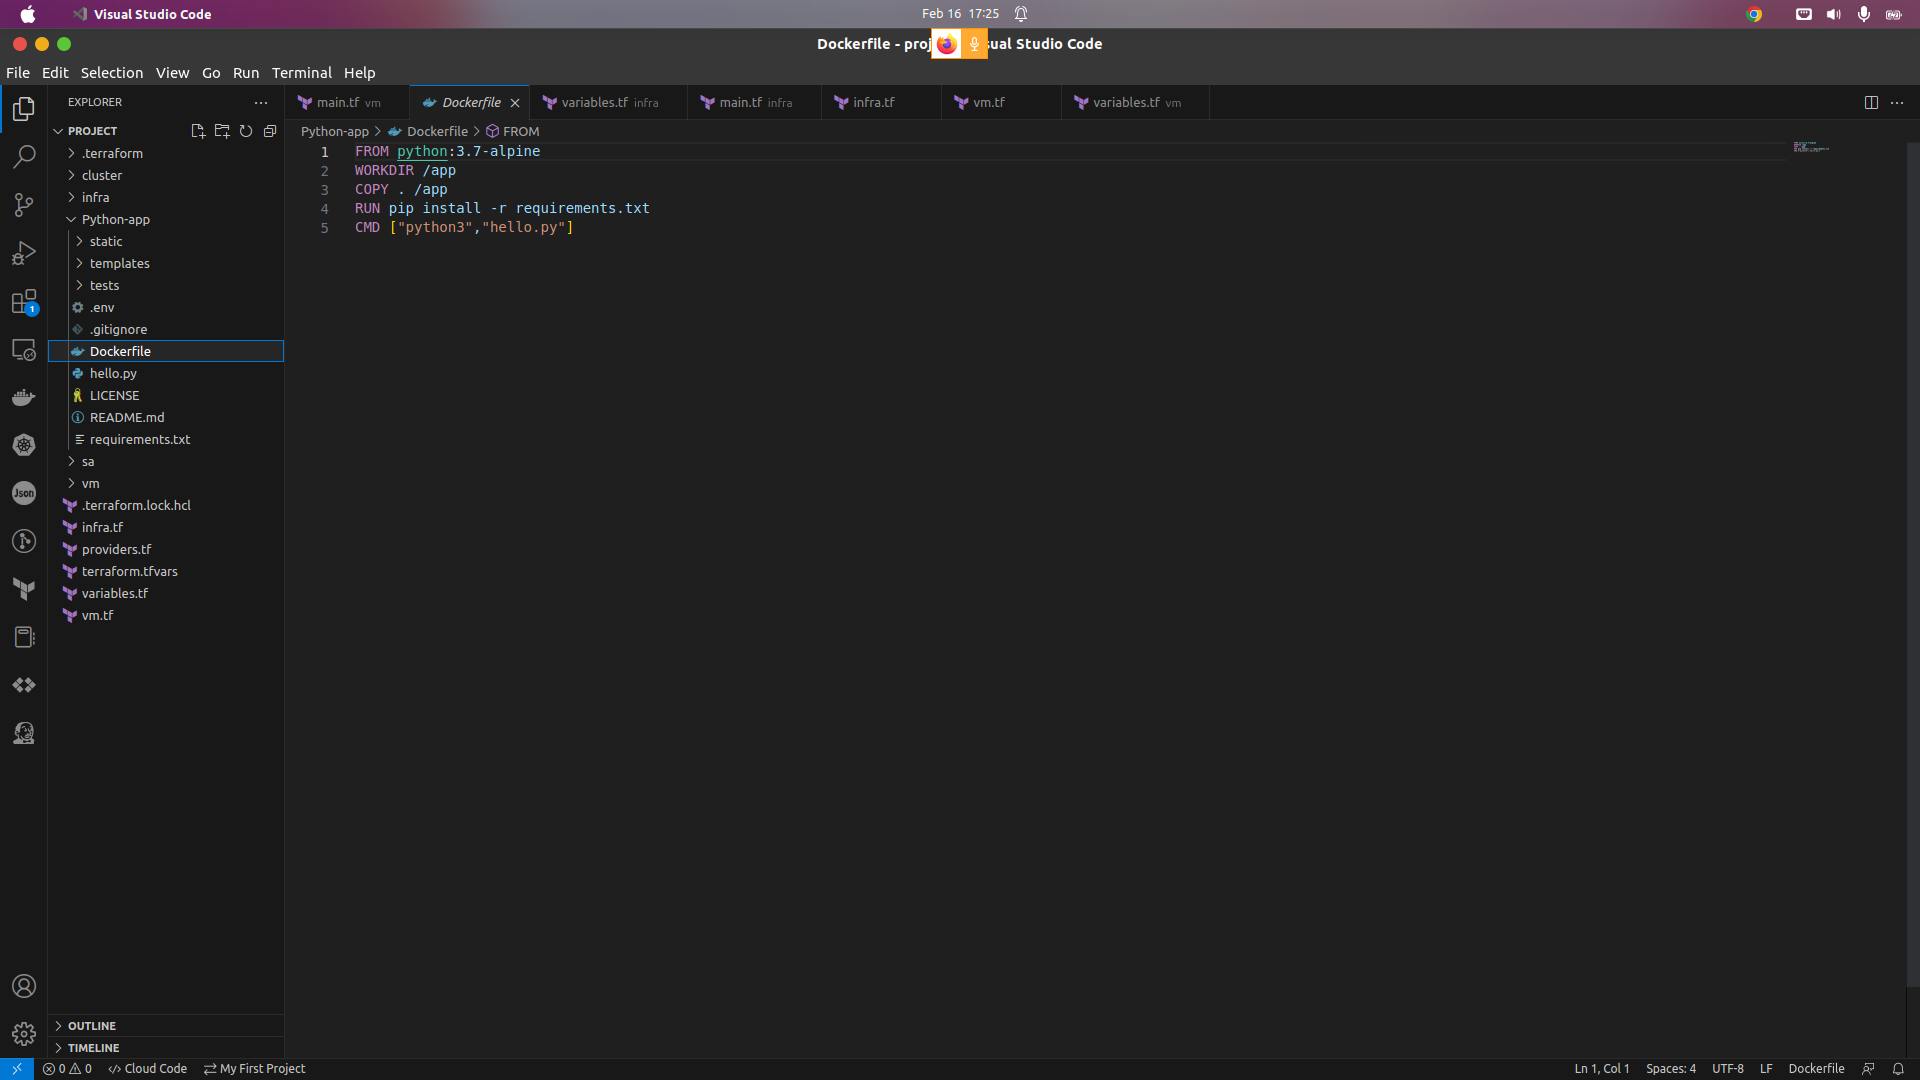 Visual Studio Code
Feb 16 17:25
Dockerfile - proj sual Studio Code
File Edit Selection View Go Run Terminal Help
EXPLORER
PROJECT
.terraform
cluster
infra
Python-app
static
templates
tests
.env
.gitignore
Dockerfile
hello.py
LICENSE
README.md
requirements.txt
sa
vm
.terraform.lock.hcl
infra.tf
providers.tf
terraform.tfvars
variables.tf
vm.tf
OUTLINE
TIMELINE
1
Json
main.tf vm
Dockerfile
variables.tf infra
main.tf infra
infra.tf
vm.tf
variables.tf vm
Python-app > Dockerfile > FROM
1 FROM python:3.7-alpine
2 WORKDIR /app
3 COPY . /app
4 RUN pip install -r requirements.txt
5 CMD ["python3","hello.py"]
0 0 Cloud Code My First Project
Ln 1, Col 1 Spaces: 4 UTF-8 LF Dockerfile